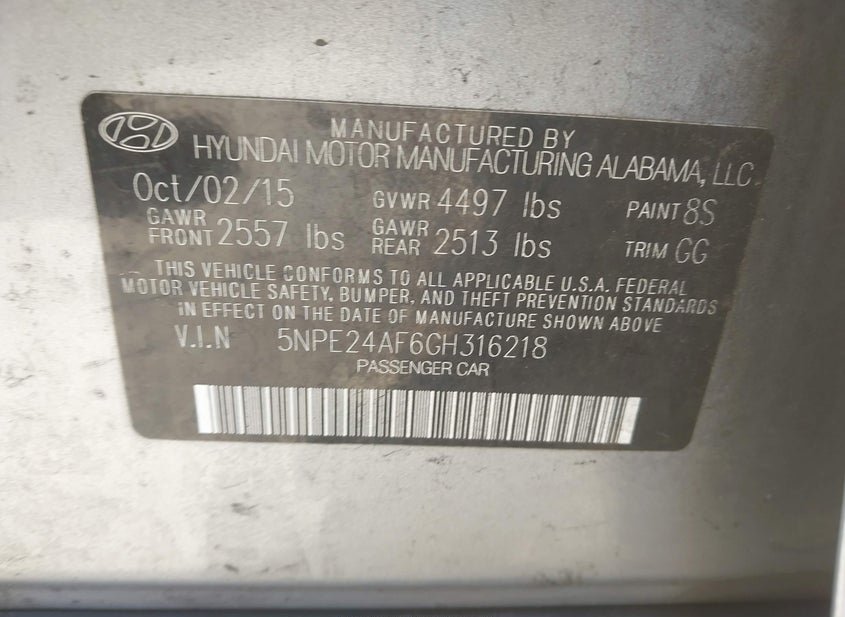 MANUFACTURED BY
HYUNDAI MOTOR MANUFACTURING ALABAMA, LLC.
Oct/02/15 GVWR 4497 lbs PAINT 8S
GAWR FRONT 2557 lbs GAWR REAR 2513 lbs TRIM GG
THIS VEHICLE CONFORMS TO ALL APPLICABLE U.S.A. FEDERAL
MOTOR VEHICLE SAFETY, BUMPER, AND THEFT PREVENTION STANDARDS
IN EFFECT ON THE DATE OF MANUFACTURE SHOWN ABOVE
V.I.N 5NPE24AF6GH316218
PASSENGER CAR